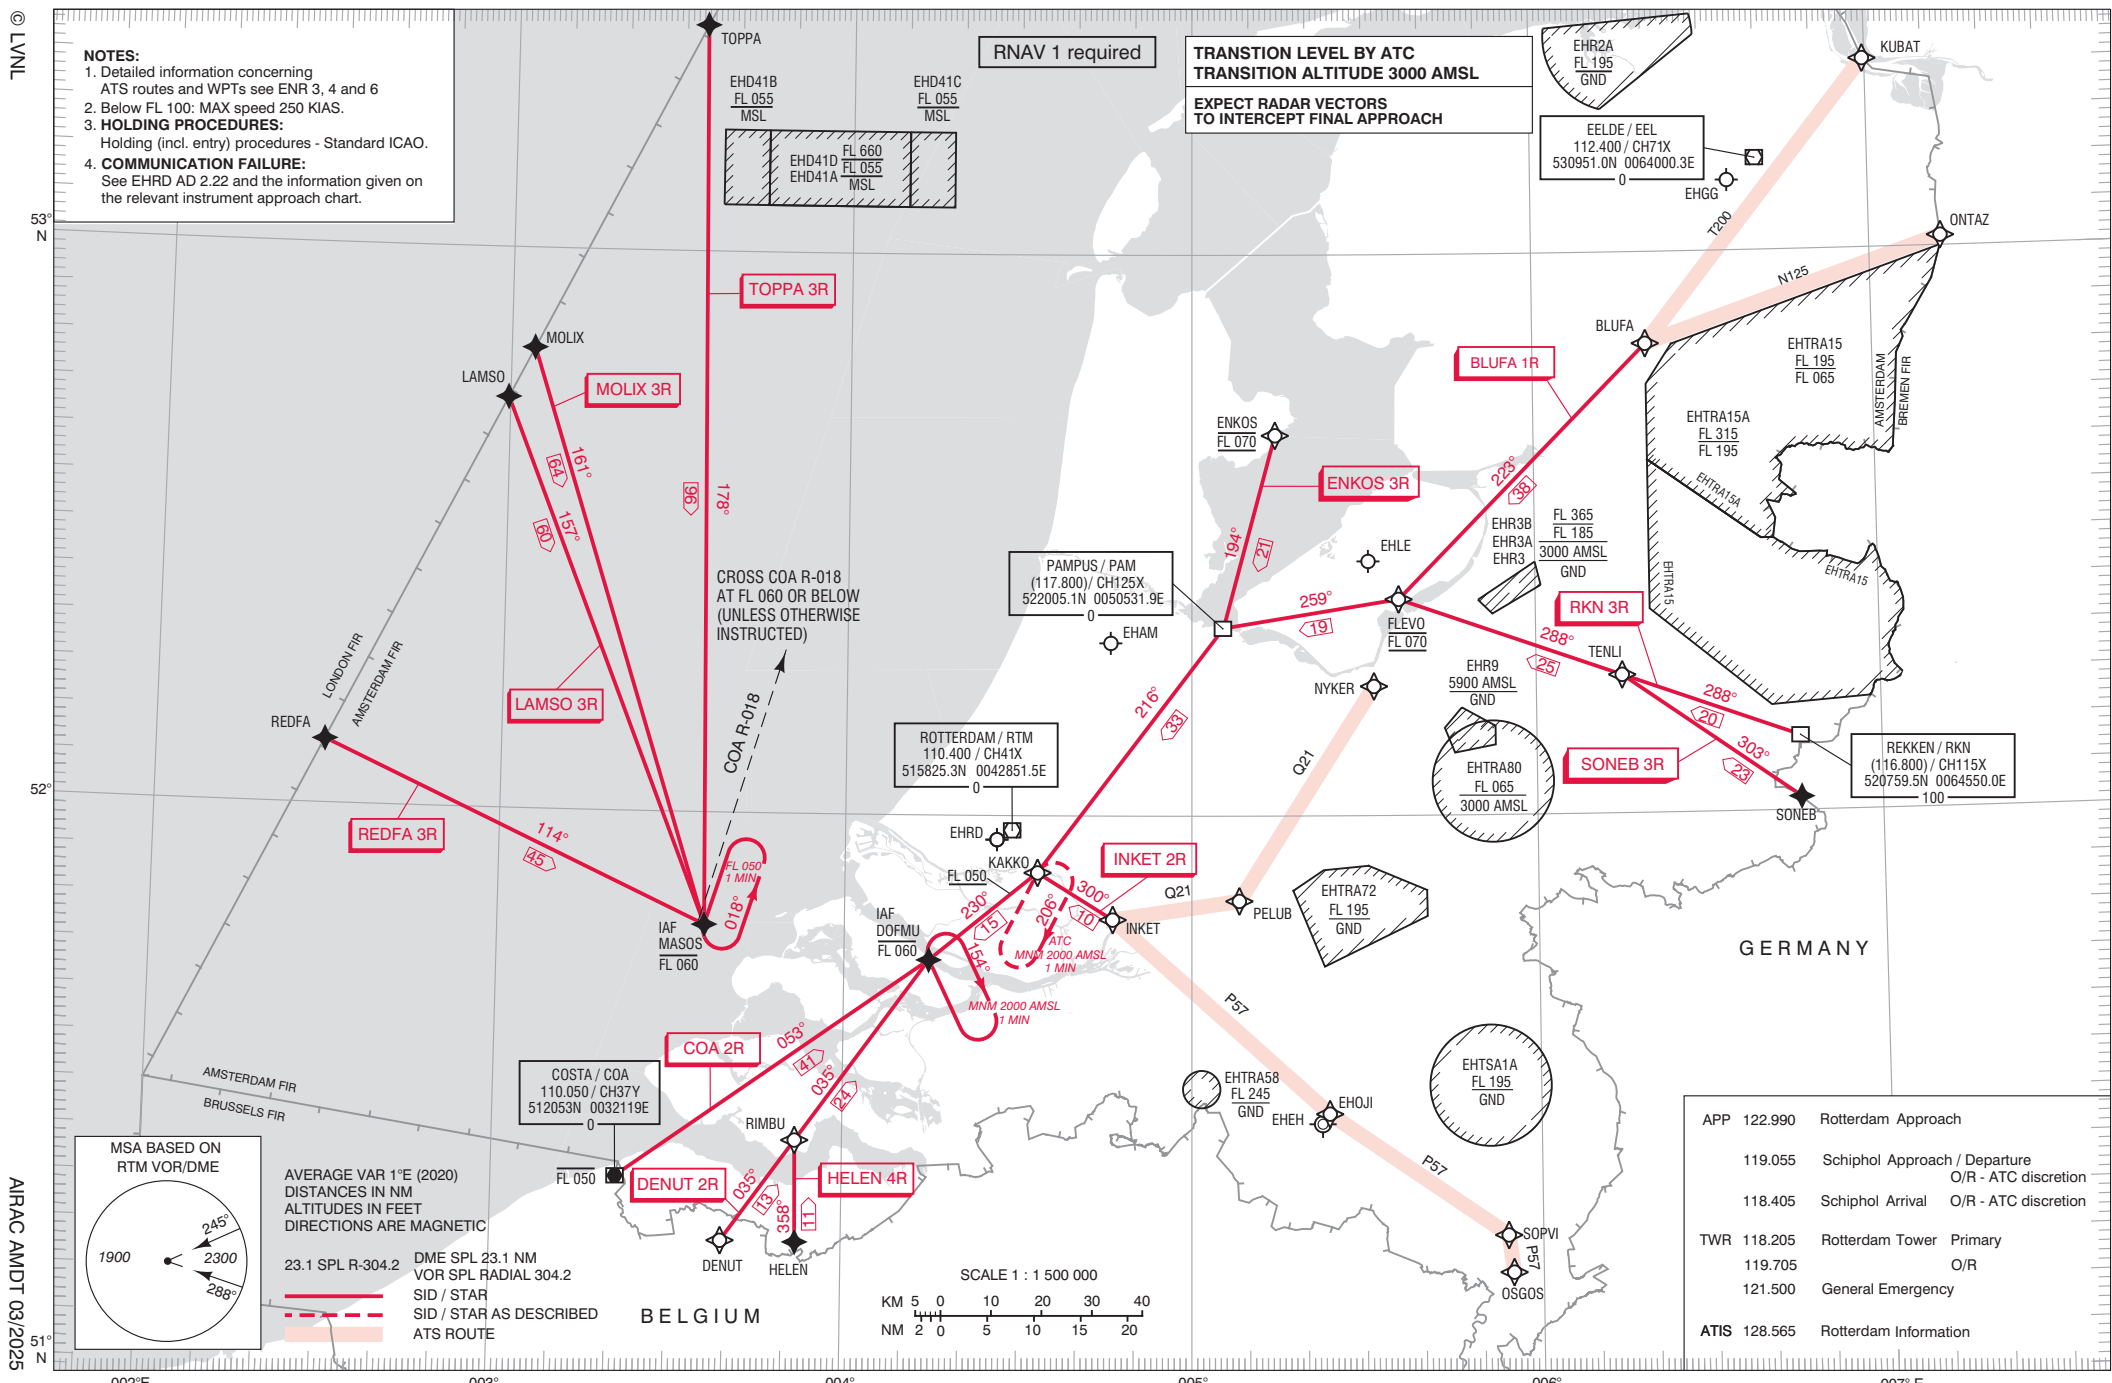 © LVNL
NOTES:
1. Detailed information concerning
ATS routes and WPTs see ENR 3, 4 and 6
2. Below FL 100: MAX speed 250 KIAS.
3. HOLDING PROCEDURES:
Holding (incl. entry) procedures - Standard ICAO.
4. COMMUNICATION FAILURE:
See EHRD AD 2.22 and the information given on
the relevant instrument approach chart.
TOPPA
RNAV 1 required
TRANSTION LEVEL BY ATC
TRANSITION ALTITUDE 3000 AMSL
EXPECT RADAR VECTORS
TO INTERCEPT FINAL APPROACH
EHR2A
FL 195
GND
KUBAT
EHD41B
FL 055
MSL
EHD41C
FL 055
MSL
EHD41D
EHD41A
FL 660
FL 055
MSL
EELDE / EEL
112.400 / CH71X
530951.0N 0064000.3E
0
EHGG
53°
N
T200
ONTAZ
N125
TOPPA 3R
MOLIX
LAMSO
MOLIX 3R
BLUFA
BLUFA 1R
EHTRA15
FL 195
FL 065
AMSTERDAM
BREMEN FIR
EHTRA15A
FL 315
FL 195
EHTRA15A
EHTRA15
EHTRA15
ENKOS
FL 070
ENKOS 3R
161°
64
157°
60
178°
96
194°
21
223°
38
EHR3B
EHR3A
EHR3
FL 365
FL 185
3000 AMSL
GND
EHLE
PAMPUS / PAM
(117.800) / CH125X
522005.1N 0050531.9E
0
CROSS COA R-018
AT FL 060 OR BELOW
(UNLESS OTHERWISE
INSTRUCTED)
EHAM
259°
19
FLEVO
FL 070
RKN 3R
288°
25
TENLI
288°
20
303°
23
LONDON FIR
AMSTERDAM FIR
LAMSO 3R
COA R-018
REDFA
216°
33
NYKER
EHR9
5900 AMSL
GND
SONEB 3R
REKKEN / RKN
(116.800) / CH115X
520759.5N 0064550.0E
100
SONEB
ROTTERDAM / RTM
110.400 / CH41X
515825.3N 0042851.5E
0
Q21
EHTRA80
FL 065
3000 AMSL
52°
N
REDFA 3R
114°
45
EHRD
KAKKO
FL 050
INKET 2R
FL 050
1 MIN
018°
IAF
MASOS
FL 060
230°
15
206°
300°
10
ATC
MNM 2000 AMSL
1 MIN
INKET
Q21
PELUB
EHTRA72
FL 195
GND
GERMANY
IAF
DOFMU
FL 060
154°
MNM 2000 AMSL
1 MIN
P57
COA 2R
053°
41
035°
24
AMSTERDAM FIR
BRUSSELS FIR
COSTA / COA
110.050 / CH37Y
512053N 0032119E
0
EHTRA58
FL 245
GND
EHTSA1A
FL 195
GND
EHOJI
EHEH
RIMBU
FL 050
DENUT 2R
035°
13
358°
11
HELEN 4R
DENUT
HELEN
P57
SOPVI
P57
OSGOS
MSA BASED ON
RTM VOR/DME
1900
245°
2300
288°
AVERAGE VAR 1°E (2020)
DISTANCES IN NM
ALTITUDES IN FEET
DIRECTIONS ARE MAGNETIC
23.1 SPL R-304.2
DME SPL 23.1 NM
VOR SPL RADIAL 304.2
SID / STAR
SID / STAR AS DESCRIBED
ATS ROUTE
BELGIUM
SCALE 1 : 1 500 000
KM 5 0 10 20 30 40
NM 2 0 5 10 15 20
APP 122.990 Rotterdam Approach
119.055 Schiphol Approach / Departure
O/R - ATC discretion
118.405 Schiphol Arrival O/R - ATC discretion
TWR 118.205 Rotterdam Tower Primary
119.705 O/R
121.500 General Emergency
ATIS 128.565 Rotterdam Information
51°
N
AIRAC AMDT 03/2025
002°E 003° 004° 005° 006° 007° E